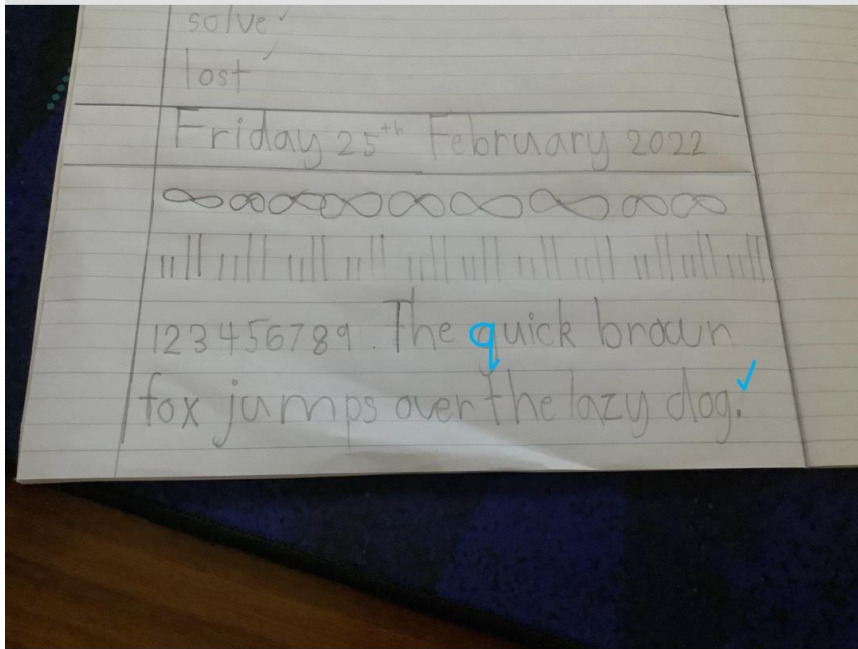 solve
lost
Friday 25th February 2022
123456789. The quick brown
fox jumps over the lazy dog.